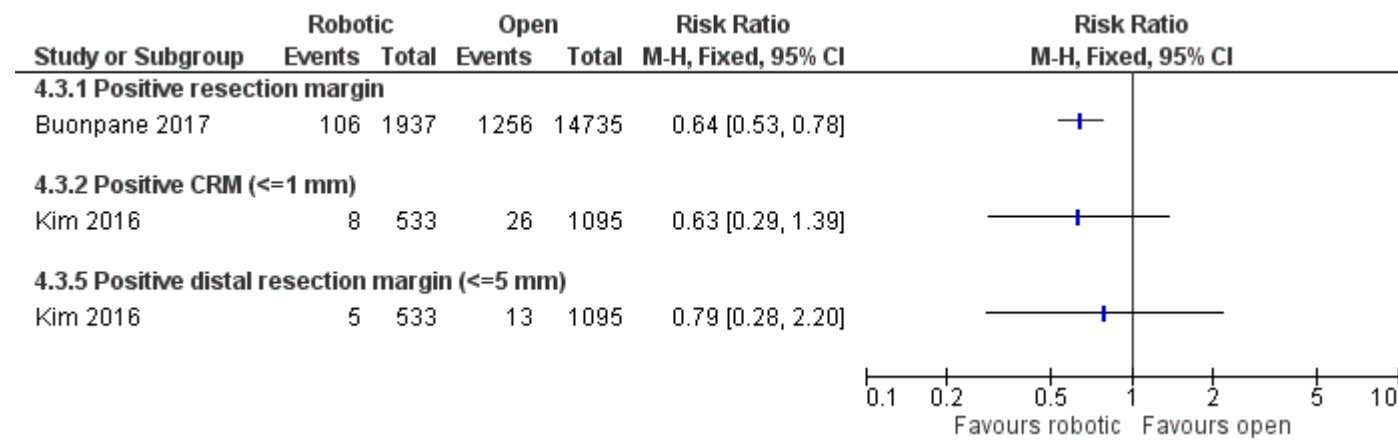 Robotic Open Risk Ratio Risk Ratio
Study or Subgroup Events Total Events Total M-H, Fixed, 95% CI M-H, Fixed, 95% CI
4.3.1 Positive resection margin
Buonpane 2017 106 1937 1256 14735 0.64 [0.53, 0.78]
4.3.2 Positive CRM (<=1 mm)
Kim 2016 8 533 26 1095 0.63 [0.29, 1.39]
4.3.5 Positive distal resection margin (<=5 mm)
Kim 2016 5 533 13 1095 0.79 [0.28, 2.20]
0.1 0.2 0.5 1 2 5 10
Favours robotic Favours open